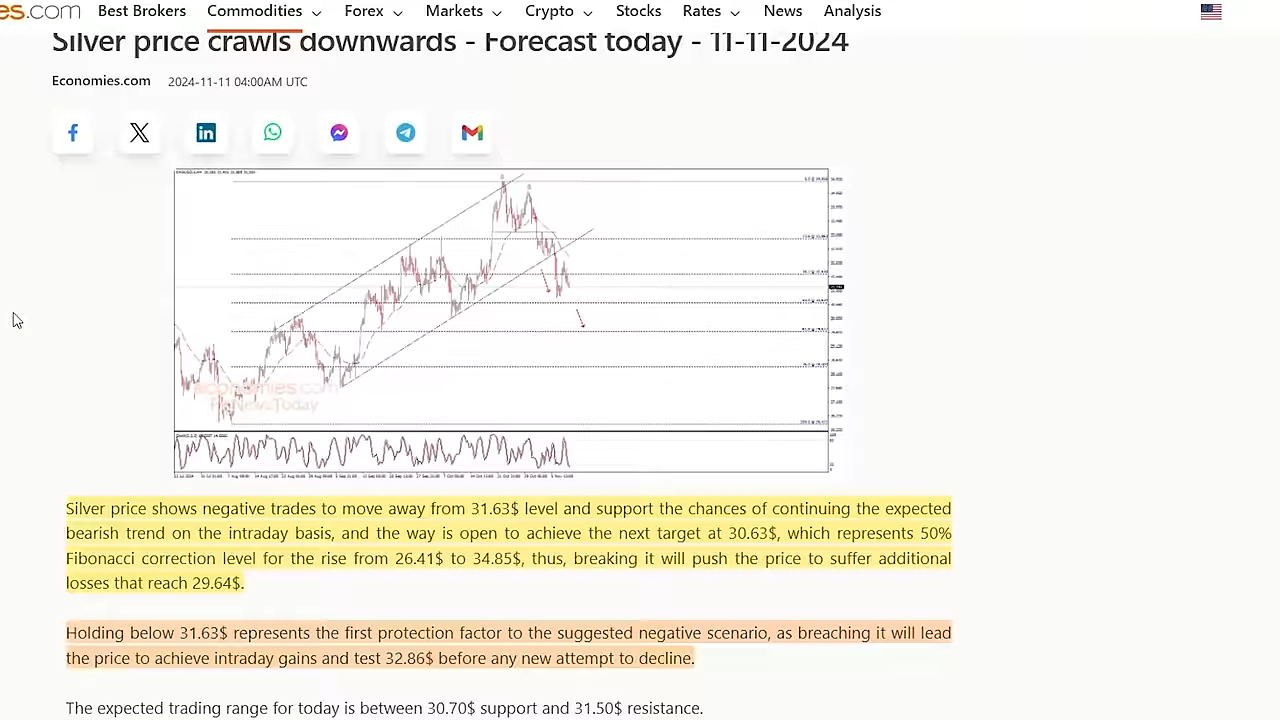 es.com Best Brokers Commodities Forex Markets Crypto Stocks Rates News Analysis
Silver price crawls downwards - Forecast today - 11-11-2024
Economies.com 2024-11-11 04:00AM UTC
economies.com
FxNewsToday
Silver price shows negative trades to move away from 31.63$ level and support the chances of continuing the expected
bearish trend on the intraday basis, and the way is open to achieve the next target at 30.63$, which represents 50%
Fibonacci correction level for the rise from 26.41$ to 34.85$, thus, breaking it will push the price to suffer additional
losses that reach 29.64$.
Holding below 31.63$ represents the first protection factor to the suggested negative scenario, as breaching it will lead
the price to achieve intraday gains and test 32.86$ before any new attempt to decline.
The expected trading range for today is between 30.70$ support and 31.50$ resistance.